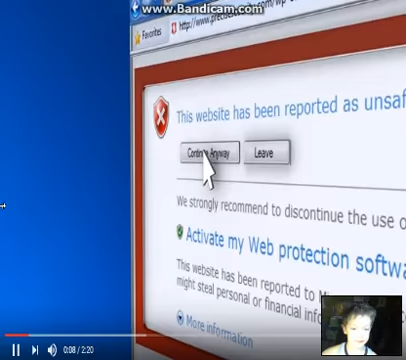 www.Bandicam.com
Favorites
This website has been reported as unsaf
Continue Anyway
Leave
We strongly recommend to discontinue the use o
Activate my Web protection softwa
This website has been reported to Mi
might steal personal or financial info
More information
0:08 / 2:20